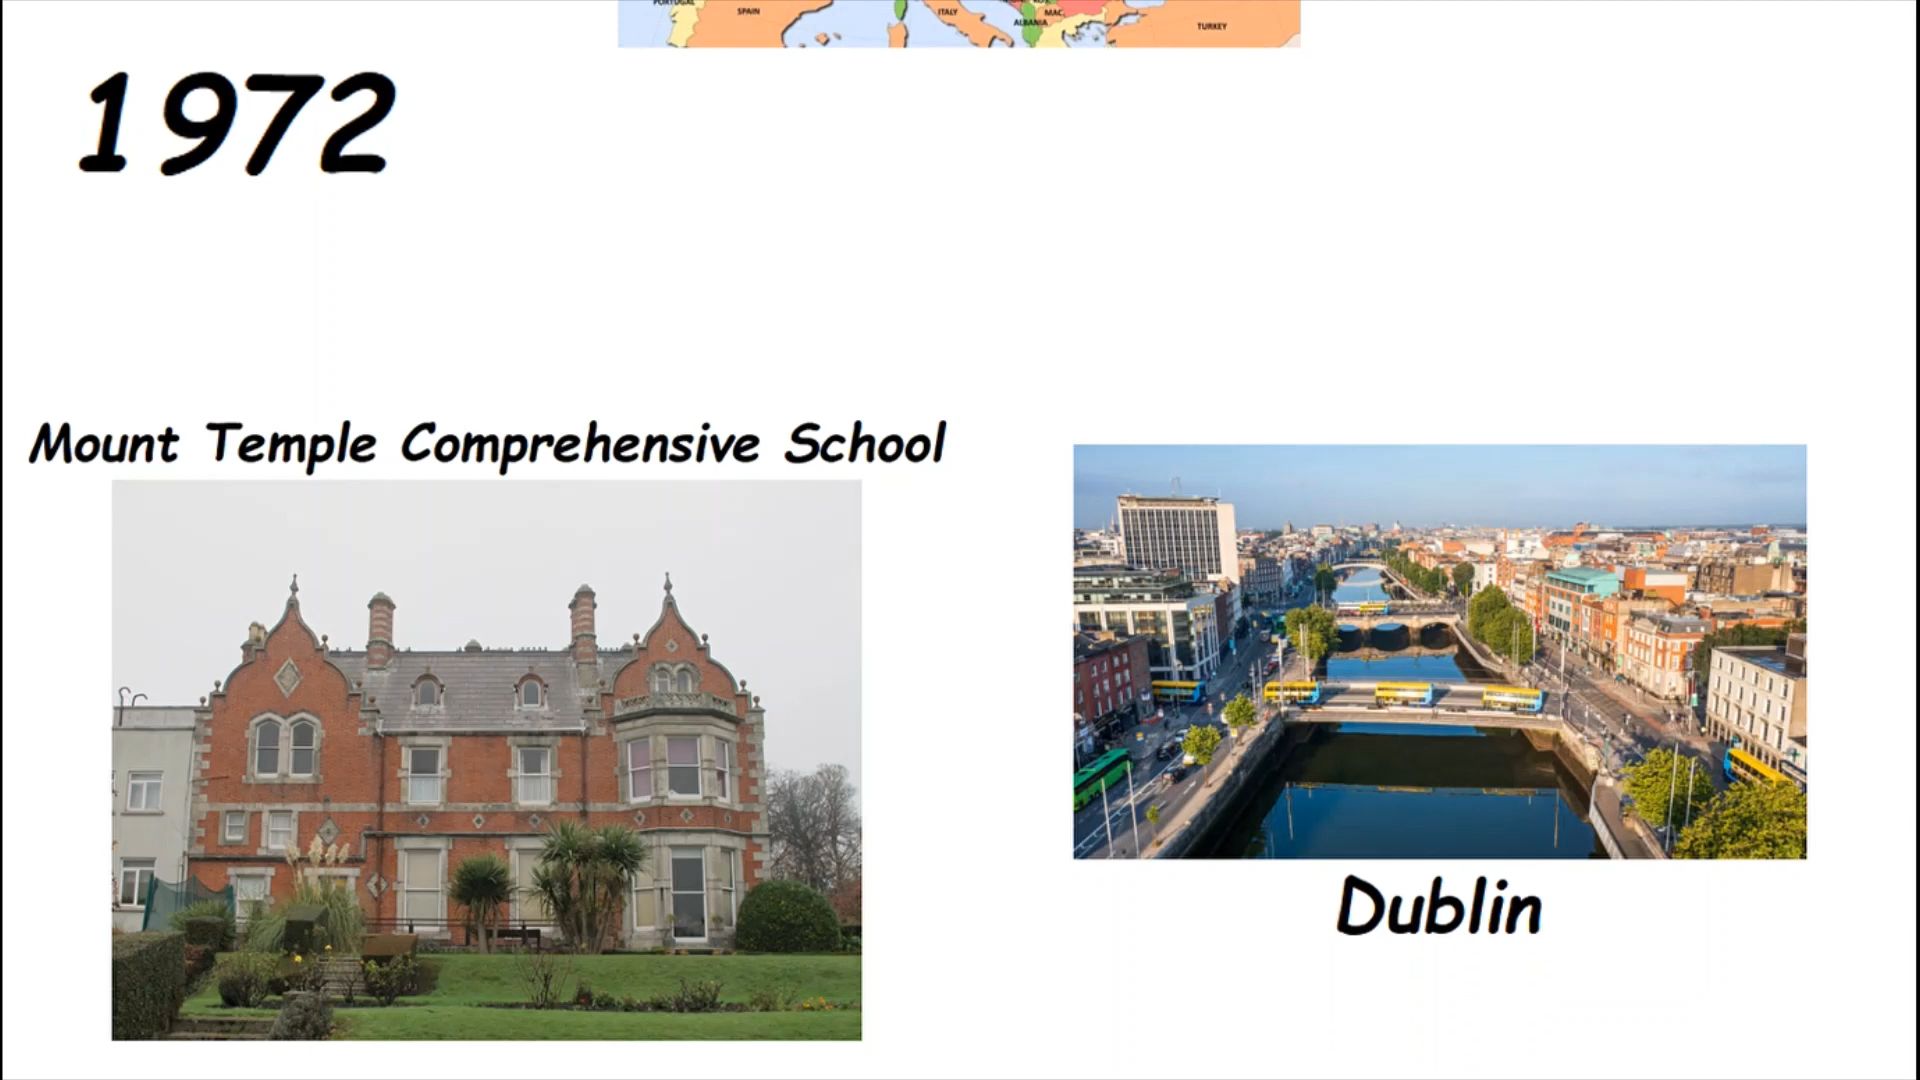 PORTUGAL
SPAIN
ITALY
MAC.
ALBANIA
TURKEY
1972
Mount Temple Comprehensive School
Dublin